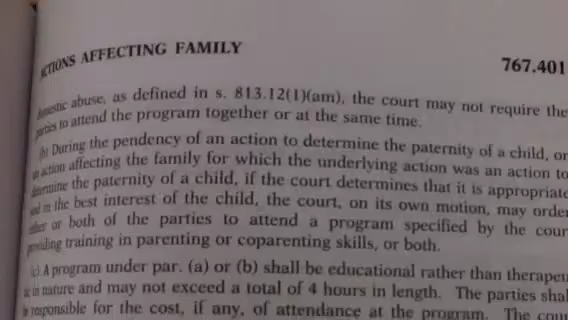 ACTIONS AFFECTING FAMILY
767.401
domestic abuse, as defined in s. 813.12(1)(am), the court may not require the
parties to attend the program together or at the same time.
(b) During the pendency of an action to determine the paternity of a child, or
an action affecting the family for which the underlying action was an action to
determine the paternity of a child, if the court determines that it is appropriate
and in the best interest of the child, the court, on its own motion, may order
either or both of the parties to attend a program specified by the cour
providing training in parenting or coparenting skills, or both.
(c) A program under par. (a) or (b) shall be educational rather than therapeu
in nature and may not exceed a total of 4 hours in length. The parties shal
responsible for the cost, if any, of attendance at the program. The cour